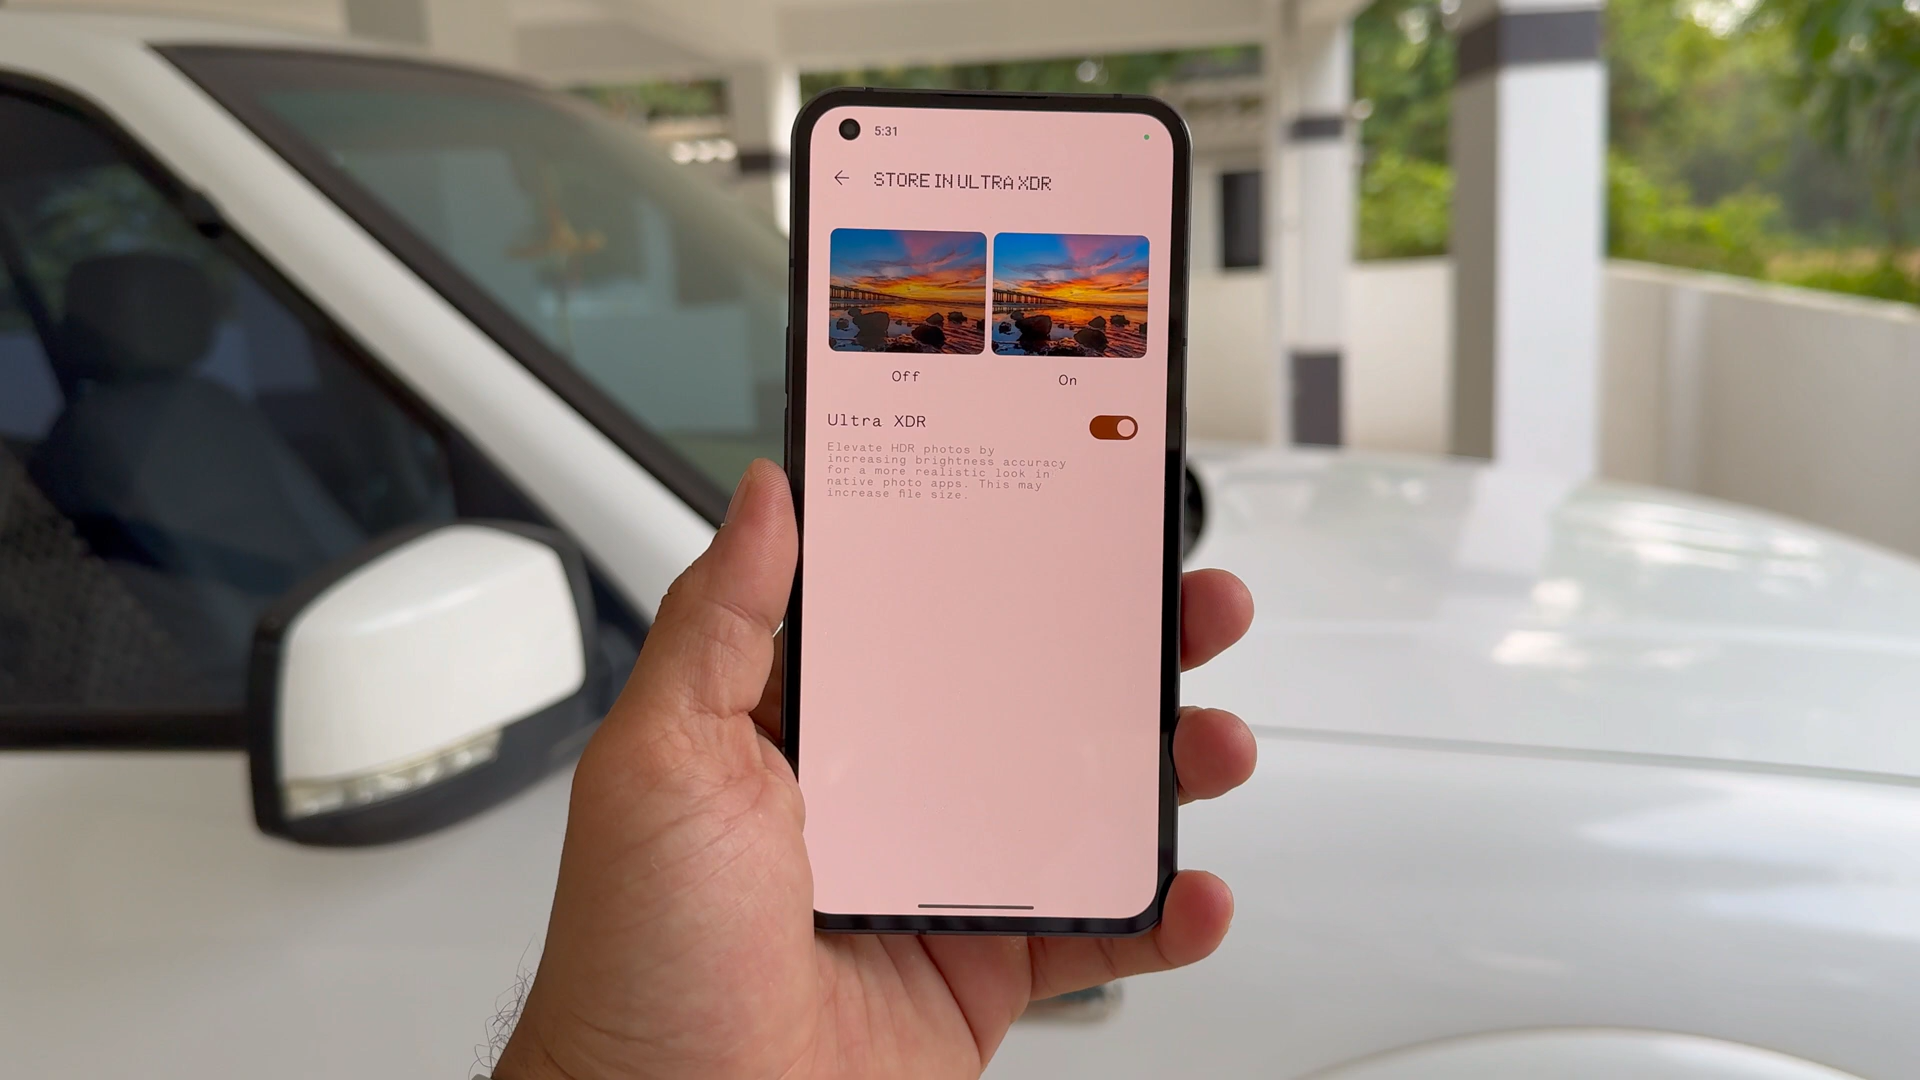 5:31
STORE IN ULTRA XDR
Off
On
Ultra XDR
Elevate HDR photos by
increasing brightness accuracy
for a more realistic look in
native photo apps. This may
increase file size.